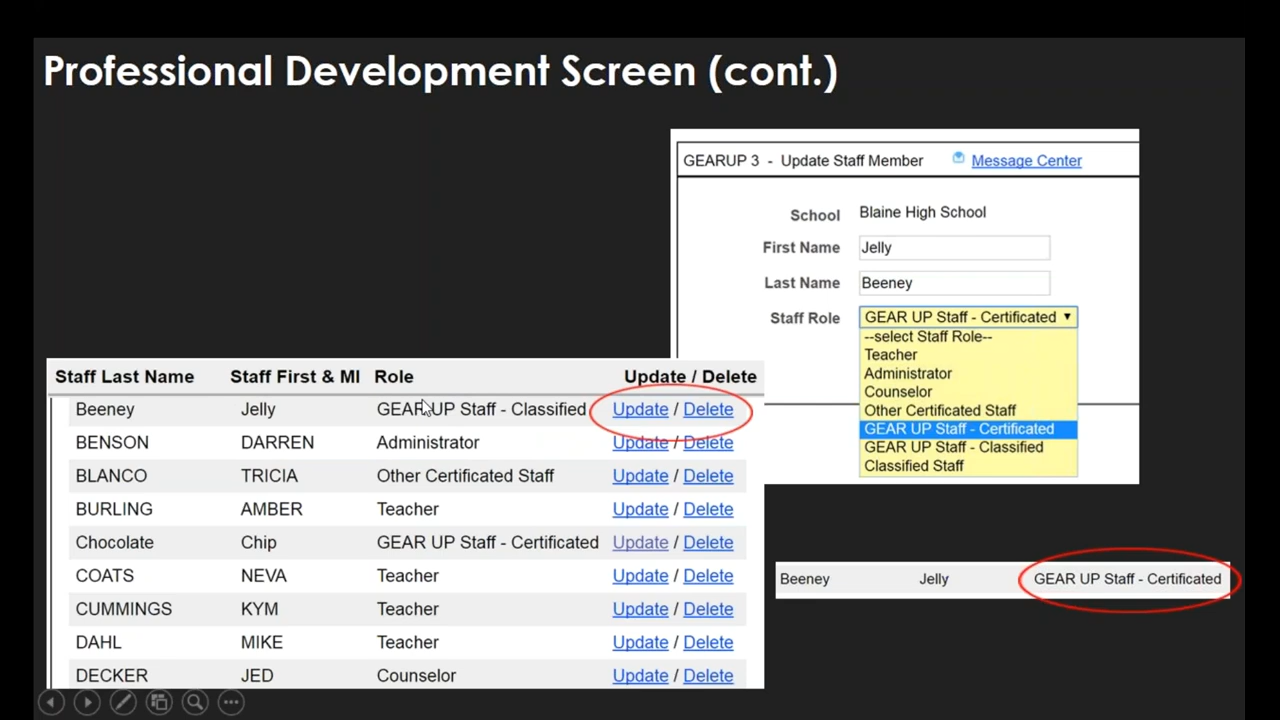 Professional Development Screen (cont.)
GEARUP 3 - Update Staff Member Message Center
School Blaine High School
First Name Jelly
Last Name Beeney
Staff Role GEAR UP Staff - Certificated
--select Staff Role--
Teacher
Administrator
Counselor
Other Certificated Staff
GEAR UP Staff - Certificated
GEAR UP Staff - Classified
Classified Staff
Staff Last Name Staff First & MI Role Update / Delete
Beeney Jelly GEAR UP Staff - Classified Update / Delete
BENSON DARREN Administrator Update / Delete
BLANCO TRICIA Other Certificated Staff Update / Delete
BURLING AMBER Teacher Update / Delete
Chocolate Chip GEAR UP Staff - Certificated Update / Delete
COATS NEVA Teacher Update / Delete
CUMMINGS KYM Teacher Update / Delete
DAHL MIKE Teacher Update / Delete
DECKER JED Counselor Update / Delete
Beeney Jelly GEAR UP Staff - Certificated